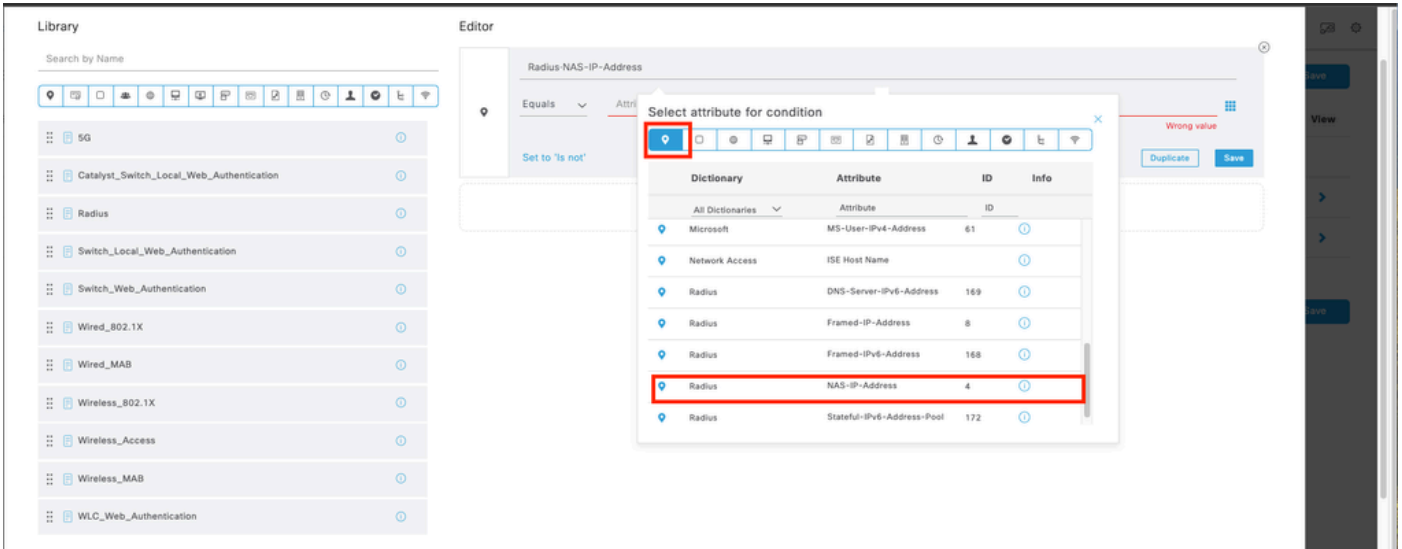 Library
Search by Name
5G
Catalyst_Switch_Local_Web_Authentication
Radius
Switch_Local_Web_Authentication
Switch_Web_Authentication
Wired_802.1X
Wired_MAB
Wireless_802.1X
Wireless_Access
Wireless_MAB
WLC_Web_Authentication
Editor
Radius·NAS-IP-Address
Equals Attri
Wrong value
Set to 'Is not'
Duplicate Save
Select attribute for condition
Dictionary Attribute ID Info
All Dictionaries Attribute ID
Microsoft MS-User-IPv4-Address 61
Network Access ISE Host Name
Radius DNS-Server-IPv6-Address 169
Radius Framed-IP-Address 8
Radius Framed-IPv6-Address 168
Radius NAS-IP-Address 4
Radius Stateful-IPv6-Address-Pool 172
Save
View
Save